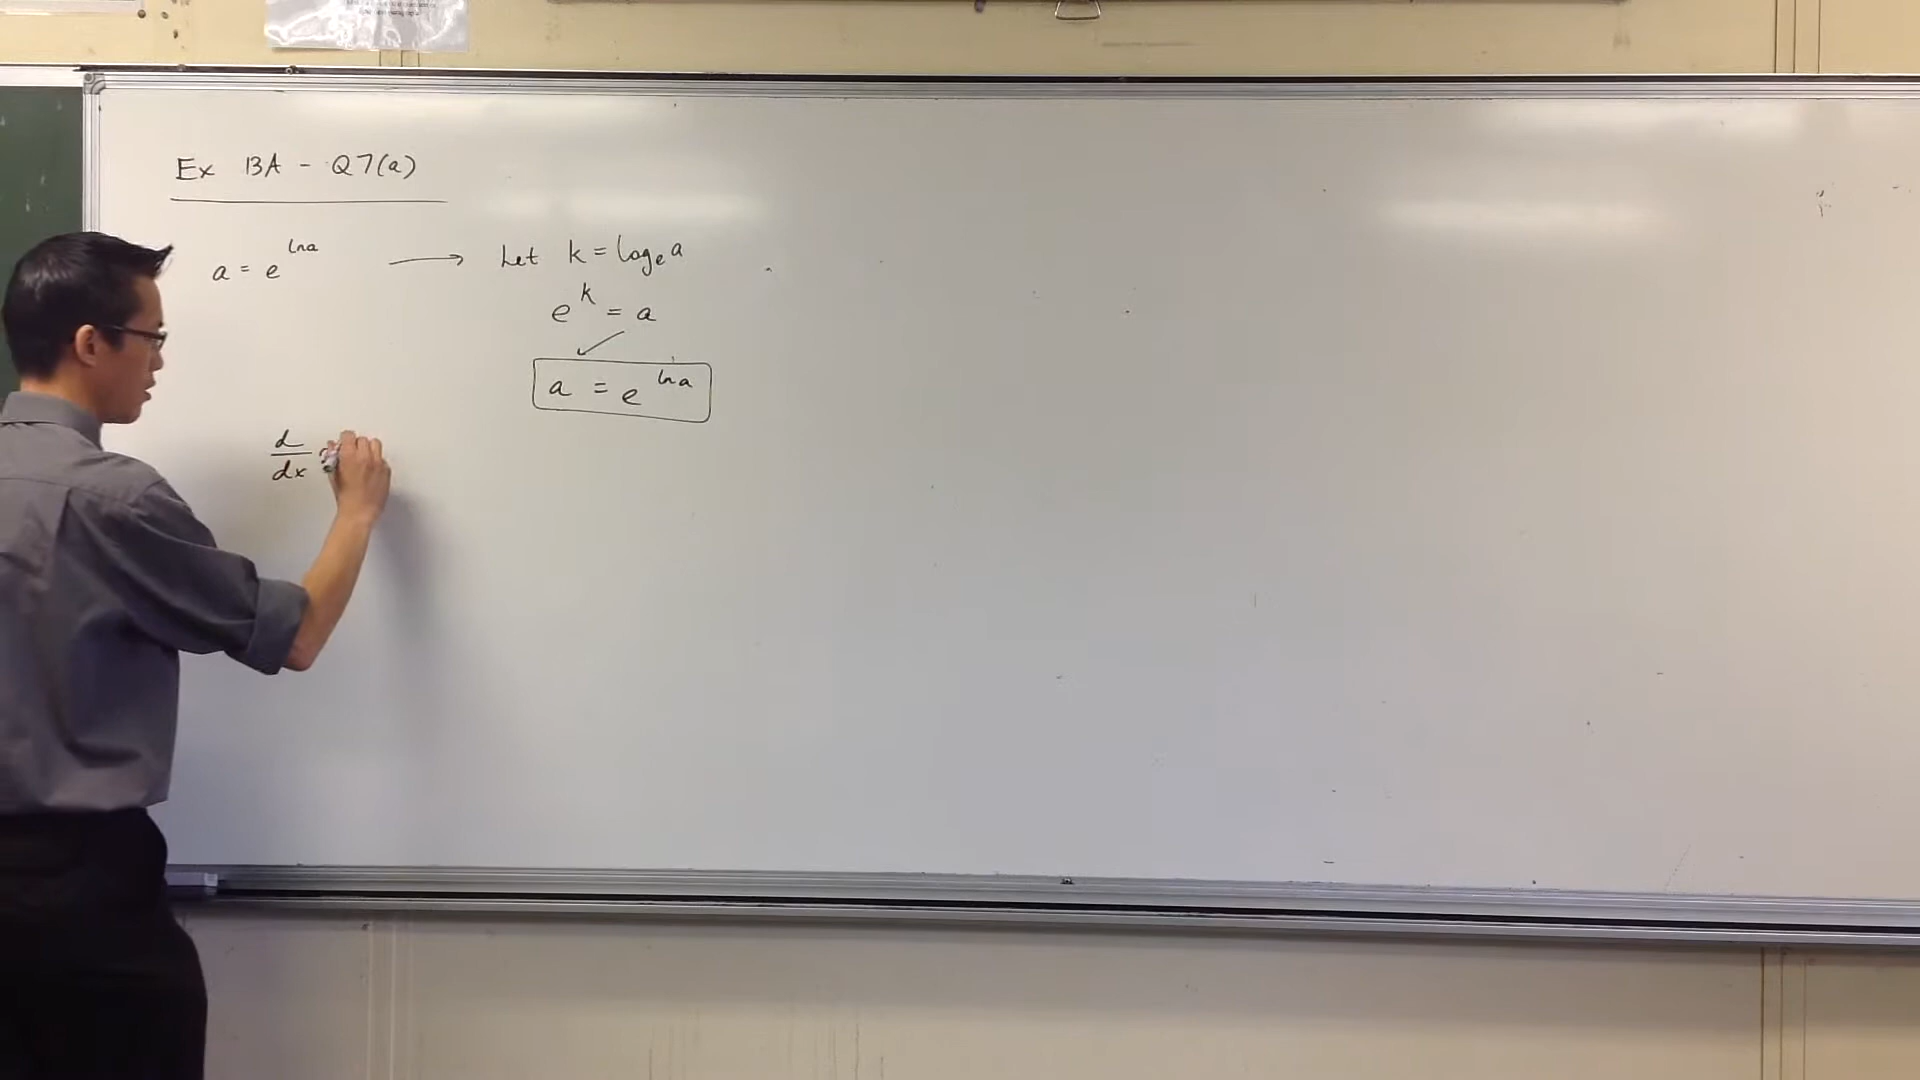 Ex 13A - Q7(a)
a = e^{ln a} → Let k = log_e a
e^k = a
a = e^{ln a}
d/dx